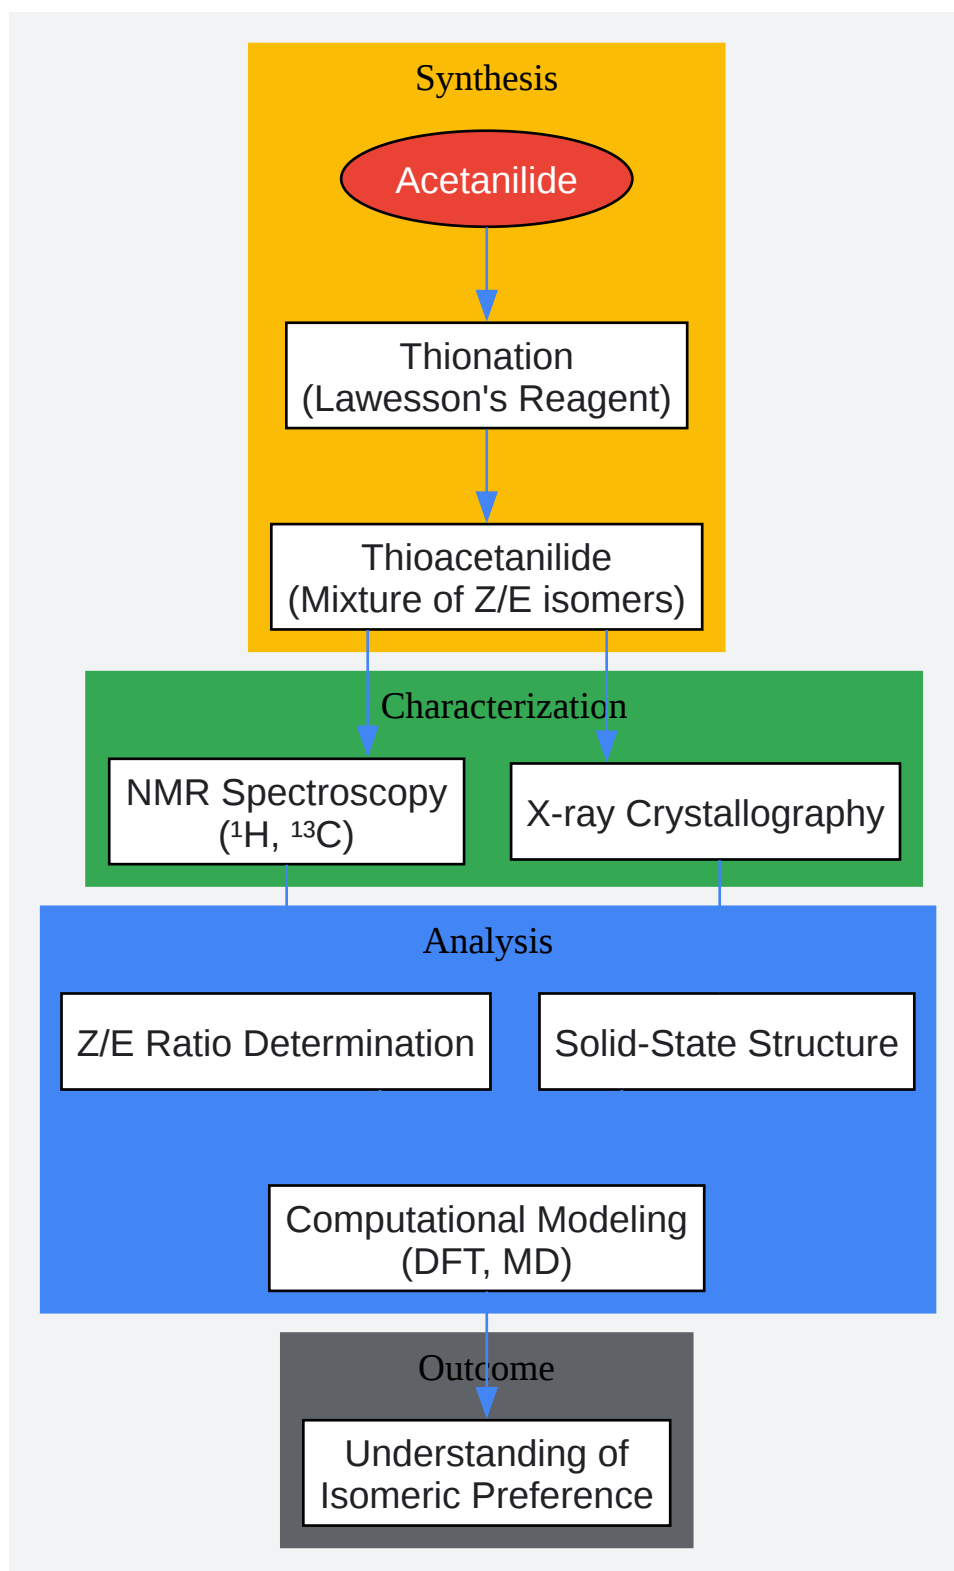 Synthesis
Acetanilide
Thionation
(Lawesson's Reagent)
Thioacetanilide
(Mixture of Z/E isomers)
Characterization
NMR Spectroscopy
(¹H, ¹³C)
X-ray Crystallography
Analysis
Z/E Ratio Determination
Solid-State Structure
Computational Modeling
(DFT, MD)
Outcome
Understanding of
Isomeric Preference